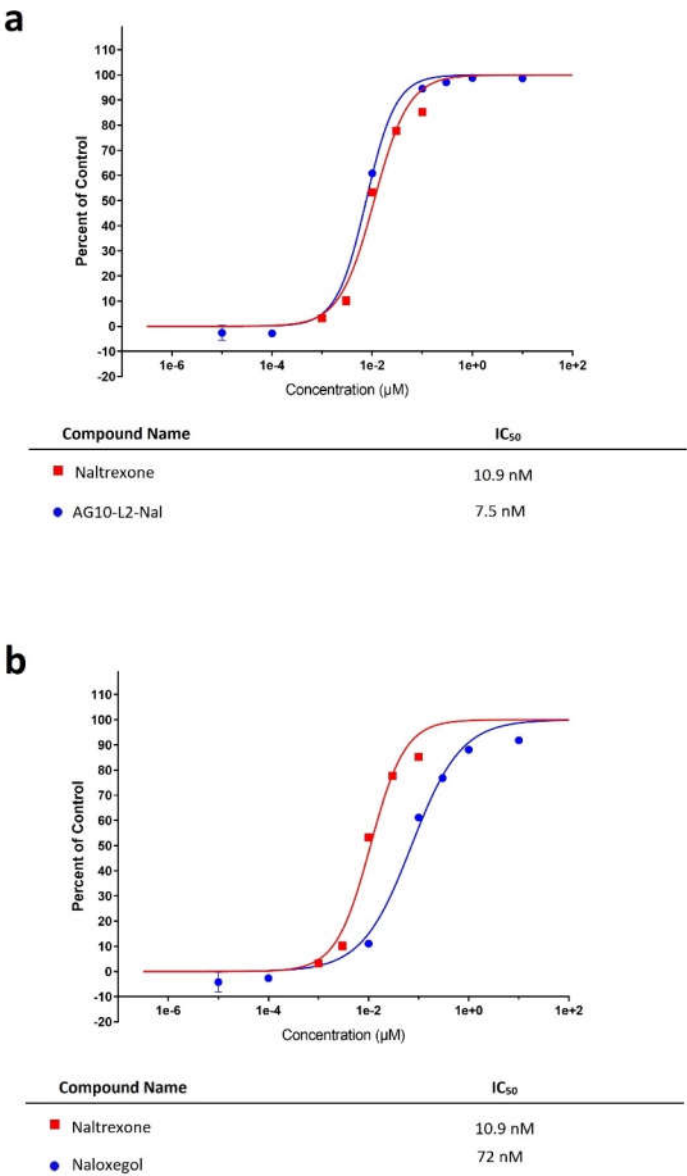 a
110
100
90
80
70
60
50
40
30
20
10
0
-10
-20
Percent of Control
1e-6 1e-4 1e-2 1e+0 1e+2
Concentration (µM)
Compound Name IC₅₀
Naltrexone 10.9 nM
AG10-L2-Nal 7.5 nM
b
110
100
90
80
70
60
50
40
30
20
10
0
-10
-20
Percent of Control
1e-6 1e-4 1e-2 1e+0 1e+2
Concentration (µM)
Compound Name IC₅₀
Naltrexone 10.9 nM
Naloxegol 72 nM